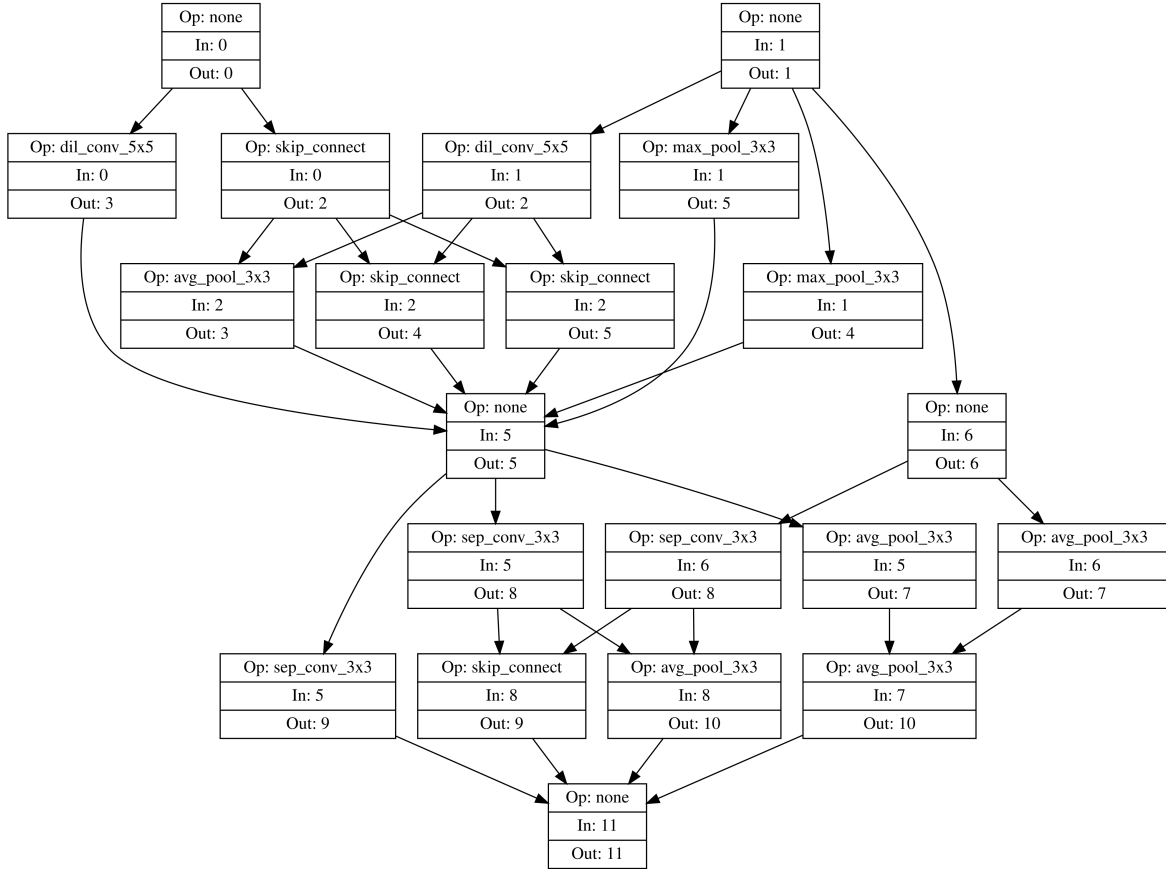 Op: none
In: 0
Out: 0
Op: none
In: 1
Out: 1
Op: dil_conv_5x5
In: 0
Out: 3
Op: skip_connect
In: 0
Out: 2
Op: dil_conv_5x5
In: 1
Out: 2
Op: max_pool_3x3
In: 1
Out: 5
Op: avg_pool_3x3
In: 2
Out: 3
Op: skip_connect
In: 2
Out: 4
Op: skip_connect
In: 2
Out: 5
Op: max_pool_3x3
In: 1
Out: 4
Op: none
In: 5
Out: 5
Op: none
In: 6
Out: 6
Op: sep_conv_3x3
In: 5
Out: 8
Op: sep_conv_3x3
In: 6
Out: 8
Op: avg_pool_3x3
In: 5
Out: 7
Op: avg_pool_3x3
In: 6
Out: 7
Op: sep_conv_3x3
In: 5
Out: 9
Op: skip_connect
In: 8
Out: 9
Op: avg_pool_3x3
In: 8
Out: 10
Op: avg_pool_3x3
In: 7
Out: 10
Op: none
In: 11
Out: 11